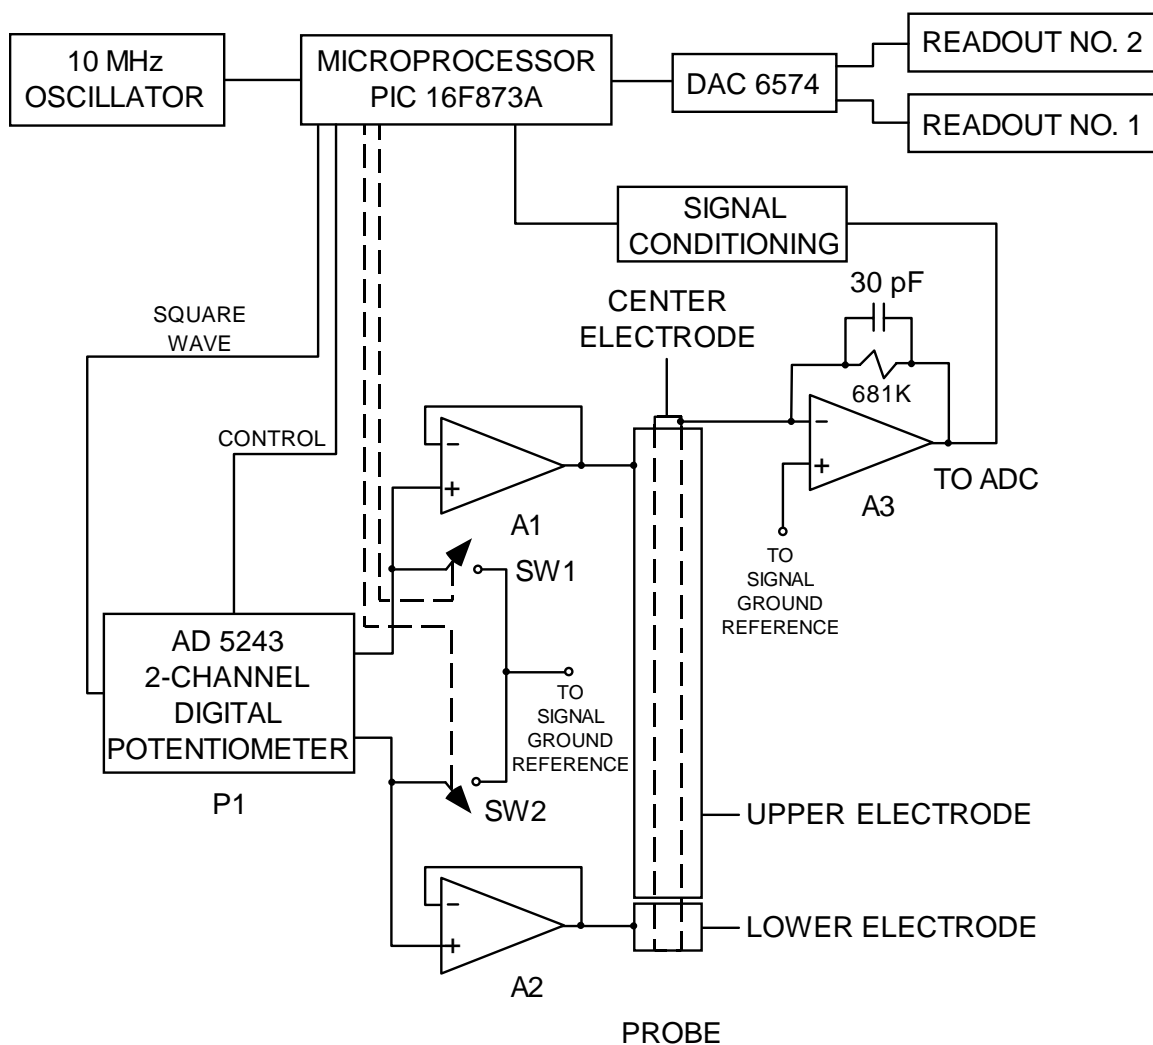 10 MHz
OSCILLATOR
MICROPROCESSOR
PIC 16F873A
DAC 6574
READOUT NO. 2
READOUT NO. 1
SIGNAL
CONDITIONING
30 pF
681K
CENTER
ELECTRODE
SQUARE
WAVE
CONTROL
−
+
A1
−
+
A3
TO ADC
TO
SIGNAL
GROUND
REFERENCE
SW1
AD 5243
2-CHANNEL
DIGITAL
POTENTIOMETER
P1
TO
SIGNAL
GROUND
REFERENCE
SW2
UPPER ELECTRODE
−
+
A2
LOWER ELECTRODE
PROBE